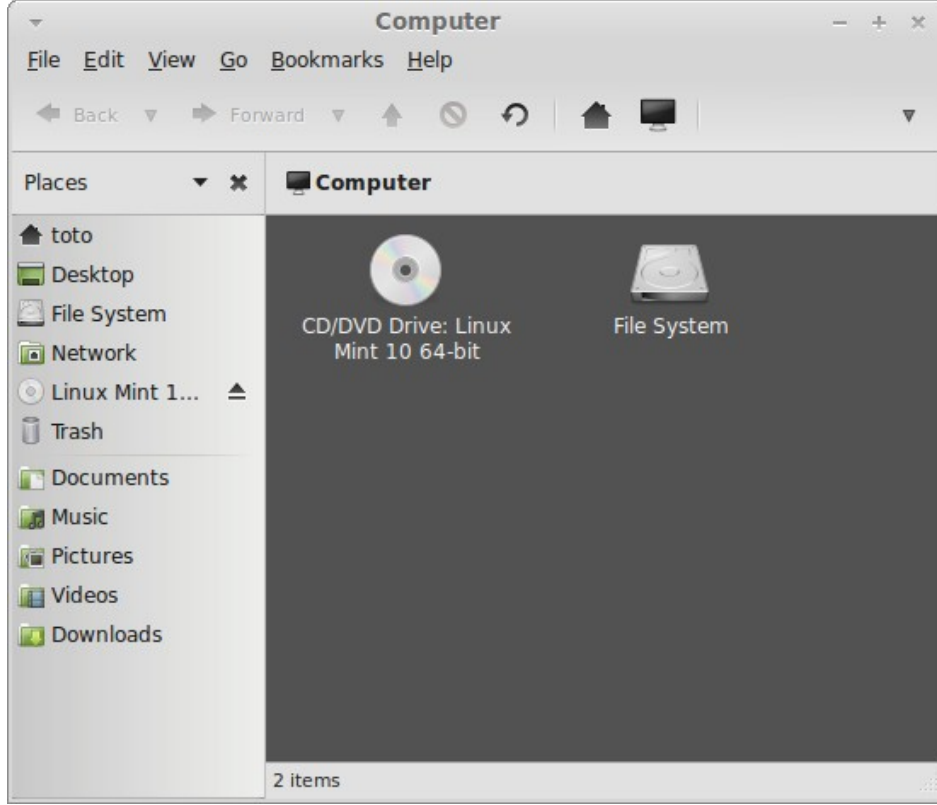 Computer
File Edit View Go Bookmarks Help
Back Forward
Places
Computer
toto
Desktop
File System
Network
Linux Mint 1...
Trash
Documents
Music
Pictures
Videos
Downloads
CD/DVD Drive: Linux
Mint 10 64-bit
File System
2 items